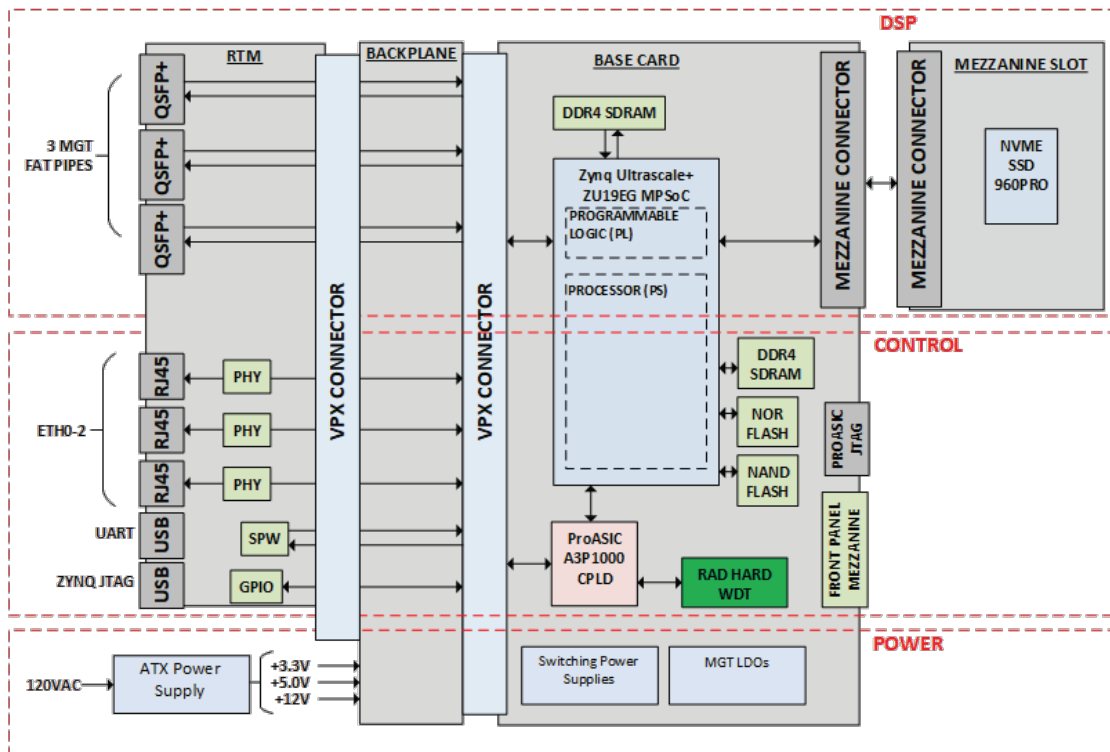 DSP
RTM
BACKPLANE
BASE CARD
MEZZANINE SLOT
QSFP+
QSFP+
QSFP+
3 MGT
FAT PIPES
VPX CONNECTOR
VPX CONNECTOR
DDR4 SDRAM
Zynq Ultrascale+
ZU19EG MPSoC
PROGRAMMABLE
LOGIC (PL)
PROCESSOR (PS)
MEZZANINE CONNECTOR
MEZZANINE CONNECTOR
NVME
SSD
960PRO
CONTROL
RJ45
RJ45
RJ45
ETH0-2
PHY
PHY
PHY
UART
USB
SPW
ZYNQ JTAG
USB
GPIO
DDR4
SDRAM
NOR
FLASH
NAND
FLASH
PROASIC
JTAG
FRONT PANEL
MEZZANINE
ProASIC
A3P1000
CPLD
RAD HARD
WDT
POWER
120VAC
ATX Power
Supply
+3.3V
+5.0V
+12V
Switching Power
Supplies
MGT LDOs